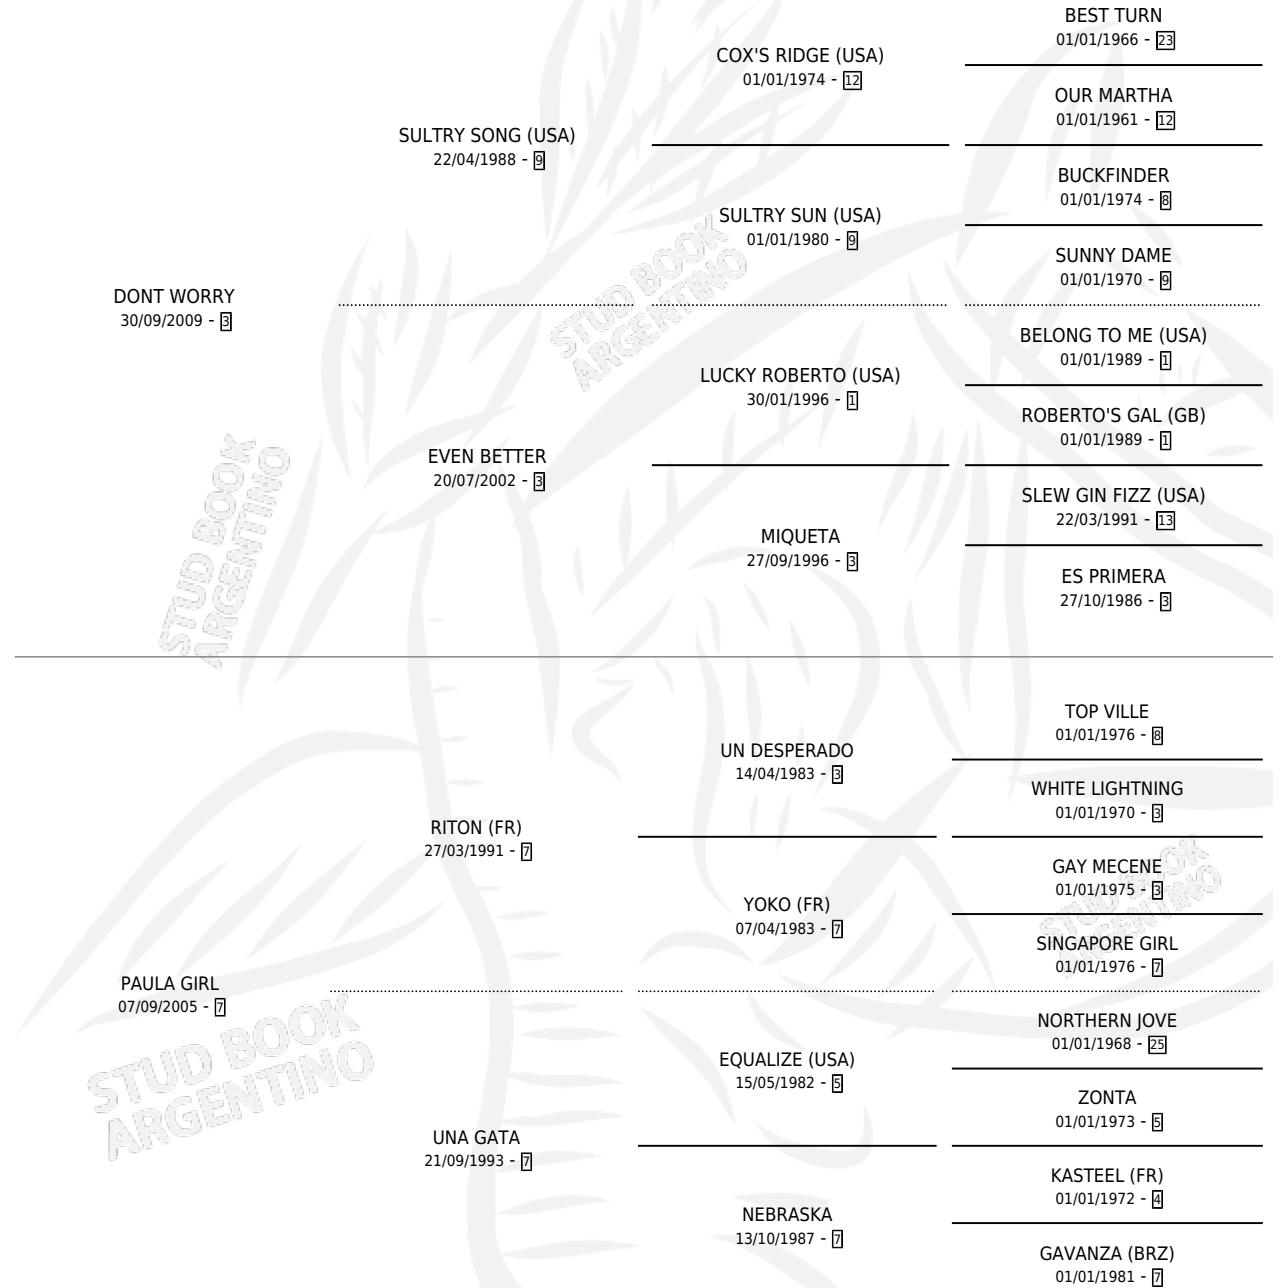 BEST TURN
01/01/1966 - 23
COX'S RIDGE (USA)
01/01/1974 - 12
OUR MARTHA
01/01/1961 - 12
SULTRY SONG (USA)
22/04/1988 - 9
BUCKFINDER
01/01/1974 - 8
SULTRY SUN (USA)
01/01/1980 - 9
SUNNY DAME
01/01/1970 - 9
STUD BOOK
ARGENTINO
DONT WORRY
30/09/2009 - 3
BELONG TO ME (USA)
01/01/1989 - 1
LUCKY ROBERTO (USA)
30/01/1996 - 1
ROBERTO'S GAL (GB)
01/01/1989 - 1
EVEN BETTER
20/07/2002 - 3
SLEW GIN FIZZ (USA)
22/03/1991 - 13
MIQUETA
27/09/1996 - 3
ES PRIMERA
27/10/1986 - 3
STUD BOOK
ARGENTINO
TOP VILLE
01/01/1976 - 8
UN DESPERADO
14/04/1983 - 3
WHITE LIGHTNING
01/01/1970 - 3
RITON (FR)
27/03/1991 - 7
GAY MECENE
01/01/1975 - 3
YOKO (FR)
07/04/1983 - 7
SINGAPORE GIRL
01/01/1976 - 7
STUD BOOK
ARGENTINO
PAULA GIRL
07/09/2005 - 7
NORTHERN JOVE
01/01/1968 - 25
EQUALIZE (USA)
15/05/1982 - 5
ZONTA
01/01/1973 - 5
STUD BOOK
ARGENTINO
UNA GATA
21/09/1993 - 7
KASTEEL (FR)
01/01/1972 - 4
NEBRASKA
13/10/1987 - 7
GAVANZA (BRZ)
01/01/1981 - 7